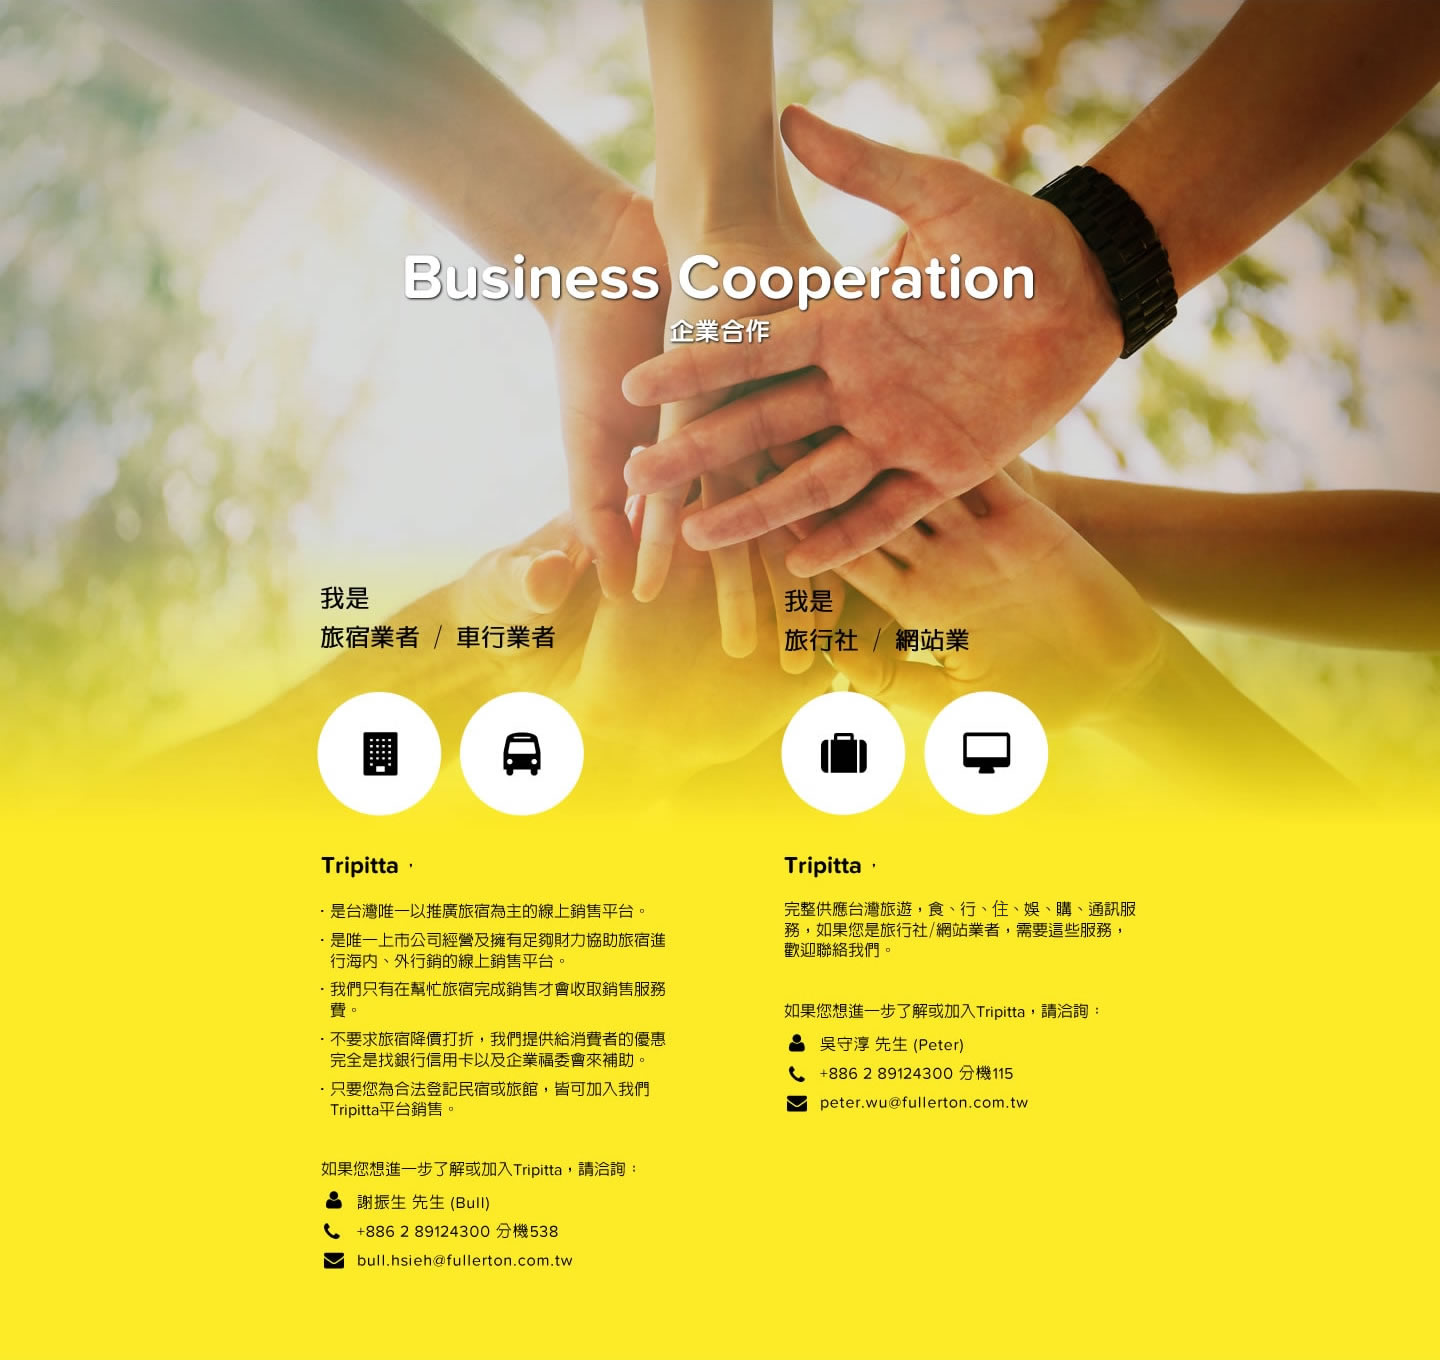 Business Cooperation
企業合作
我是
旅宿業者 / 車行業者
Tripitta，
· 是台灣唯一以推廣旅宿為主的線上銷售平台。
· 是唯一上市公司經營及擁有足夠財力協助旅宿進
行海內、外行銷的線上銷售平台。
· 我們只有在幫忙旅宿完成銷售才會收取銷售服務
費。
· 不要求旅宿降價打折，我們提供給消費者的優惠
完全是找銀行信用卡以及企業福委會來補助。
· 只要您為合法登記民宿或旅館，皆可加入我們
Tripitta平台銷售。
如果您想進一步了解或加入Tripitta，請洽詢：
謝振生 先生 (Bull)
+886 2 89124300 分機538
bull.hsieh@fullerton.com.tw
我是
旅行社 / 網站業
Tripitta，
完整供應台灣旅遊，食、行、住、娛、購、通訊服
務，如果您是旅行社/網站業者，需要這些服務，
歡迎聯絡我們。
如果您想進一步了解或加入Tripitta，請洽詢：
吳守淳 先生 (Peter)
+886 2 89124300 分機115
peter.wu@fullerton.com.tw